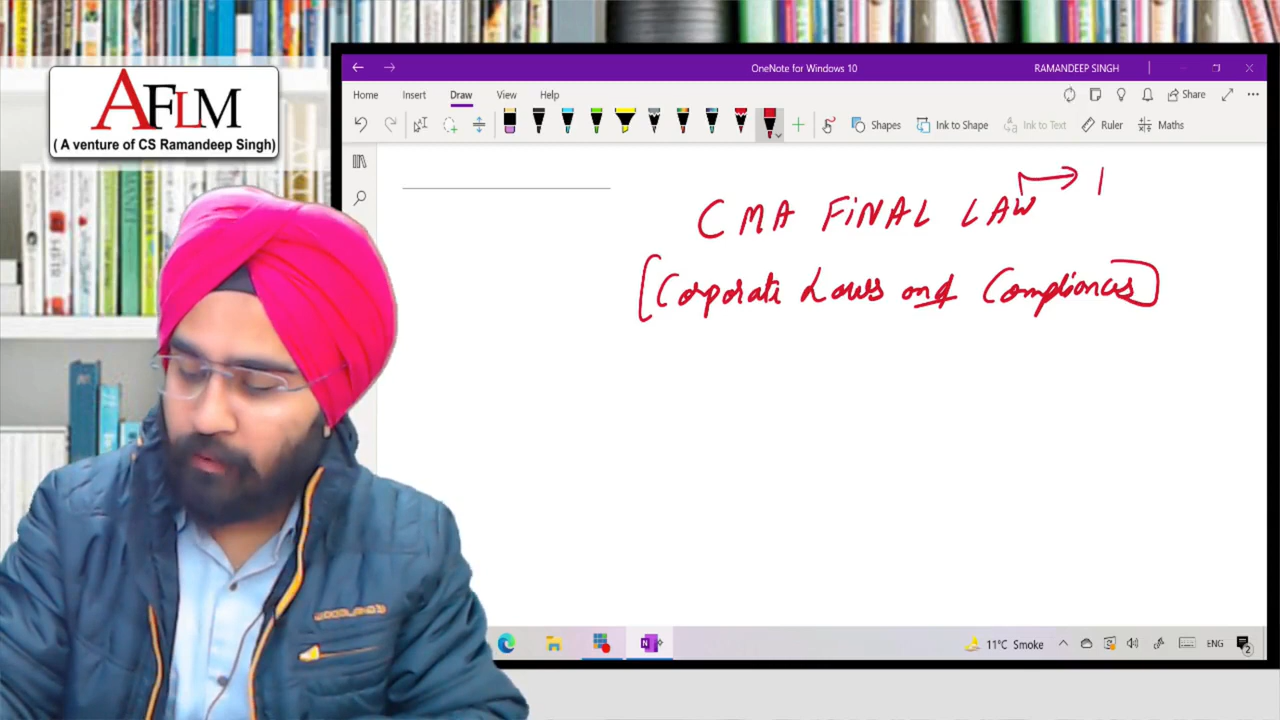 AFLM
( A venture of CS Ramandeep Singh)
OneNote for Windows 10
RAMANDEEP SINGH
Home Insert Draw View Help
Share
Shapes Ink to Shape Ink to Text Ruler Maths
CMA FiNAL LAW → 1
[Corporate Laws and Compliances]
11°C Smoke ENG 2